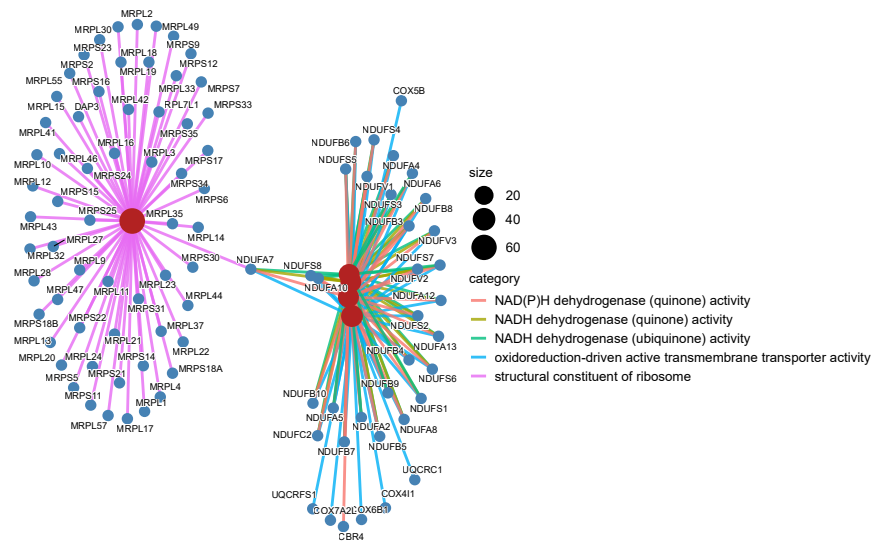 MRPL2
MRPL30
MRPL49
MRPS23
MRPS9
MRPS2
MRPL18
MRPS12
MRPL19
MRPL55
MRPS16
MRPL33
MRPS7
MRPL15
DAP3
MRPL42
RPL7L1
MRPS33
MRPL41
MRPS35
MRPL16
MRPL3
MRPS17
MRPL10
MRPL46
MRPS24
MRPS34
MRPL12
MRPS15
MRPS6
MRPS25
MRPL35
MRPL43
MRPL14
MRPL27
MRPL32
MRPL9
MRPS30
MRPL28
MRPL23
MRPL47
MRPL11
MRPL44
MRPS31
MRPS18B
MRPS22
MRPL37
MRPL13
MRPL21
MRPL22
MRPL20
MRPL24
MRPS14
MRPS5
MRPS21
MRPS18A
MRPS11
MRPL4
MRPL1
MRPL57
MRPL17
COX5B
NDUFS4
NDUFB6
NDUFS5
NDUFA4
NDUFV1
NDUFA6
NDUFS3
NDUFB8
NDUFB3
NDUFV3
NDUFA7
NDUFS8
NDUFS7
NDUFV2
NDUFA10
NDUFA12
NDUFS2
NDUFA13
NDUFB4
NDUFS6
NDUFB9
NDUFB10
NDUFS1
NDUFA5
NDUFA2
NDUFA8
NDUFC2
NDUFB5
NDUFB7
UQCRC1
UQCRFS1
COX4I1
COX6B1
CBR4
size
20
40
60
category
NAD(P)H dehydrogenase (quinone) activity
NADH dehydrogenase (quinone) activity
NADH dehydrogenase (ubiquinone) activity
oxidoreduction-driven active transmembrane transporter activity
structural constituent of ribosome